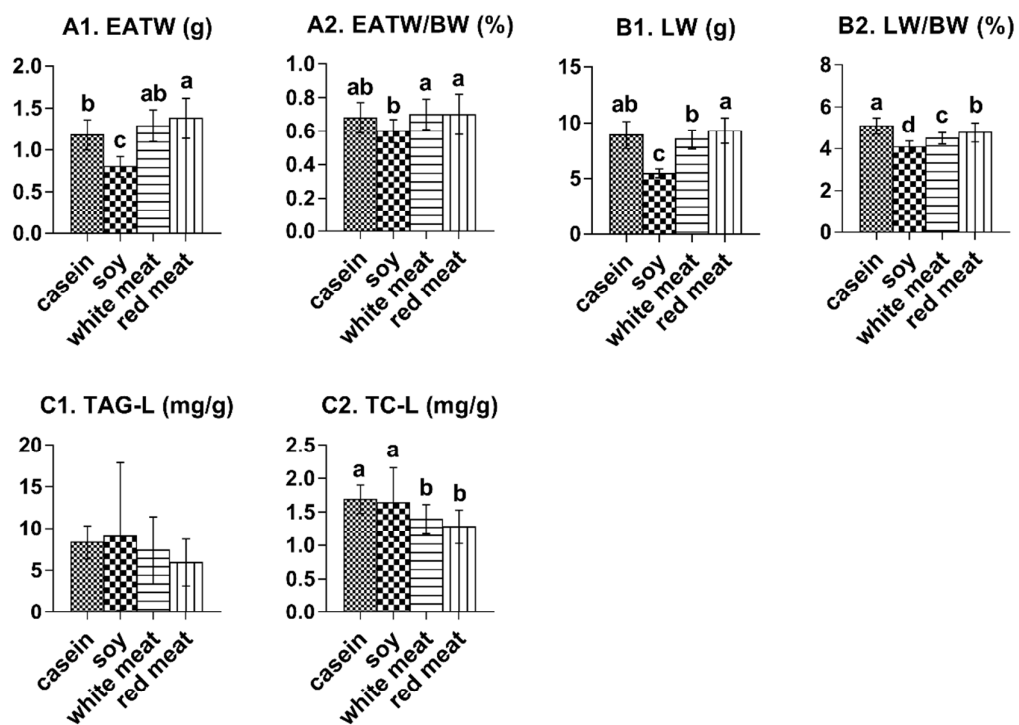 A1. EATW (g)
2.0
1.5
1.0
0.5
0.0
b
c
ab
a
casein
soy
white meat
red meat
A2. EATW/BW (%)
1.0
0.8
0.6
0.4
0.2
0.0
ab
b
a
a
casein
soy
white meat
red meat
B1. LW (g)
15
10
5
0
ab
c
b
a
casein
soy
white meat
red meat
B2. LW/BW (%)
8
6
4
2
0
a
d
c
b
casein
soy
white meat
red meat
C1. TAG-L (mg/g)
20
15
10
5
0
casein
soy
white meat
red meat
C2. TC-L (mg/g)
2.5
2.0
1.5
1.0
0.5
0.0
a
a
b
b
casein
soy
white meat
red meat